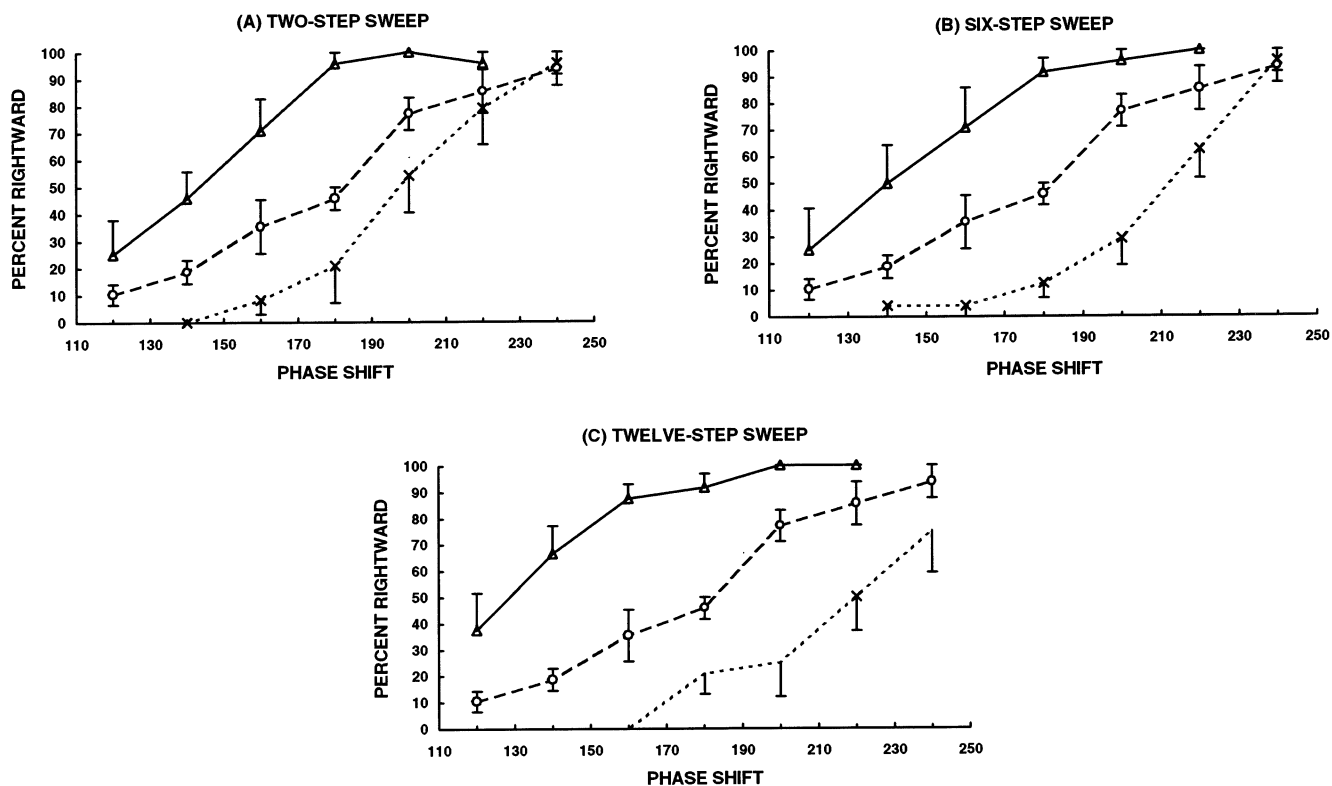 (A) TWO-STEP SWEEP
PERCENT RIGHTWARD
100
90
80
70
60
50
40
30
20
10
0
110 130 150 170 190 210 230 250
PHASE SHIFT
(B) SIX-STEP SWEEP
PERCENT RIGHTWARD
100
90
80
70
60
50
40
30
20
10
0
110 130 150 170 190 210 230 250
PHASE SHIFT
(C) TWELVE-STEP SWEEP
PERCENT RIGHTWARD
100
90
80
70
60
50
40
30
20
10
0
110 130 150 170 190 210 230 250
PHASE SHIFT